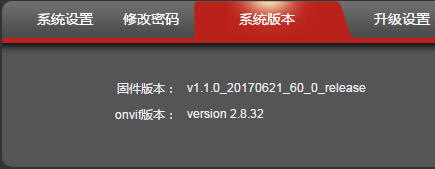 系统设置 修改密码 系统版本 升级设置
固件版本： v1.1.0_20170621_60_0_release
onvif版本： version 2.8.32